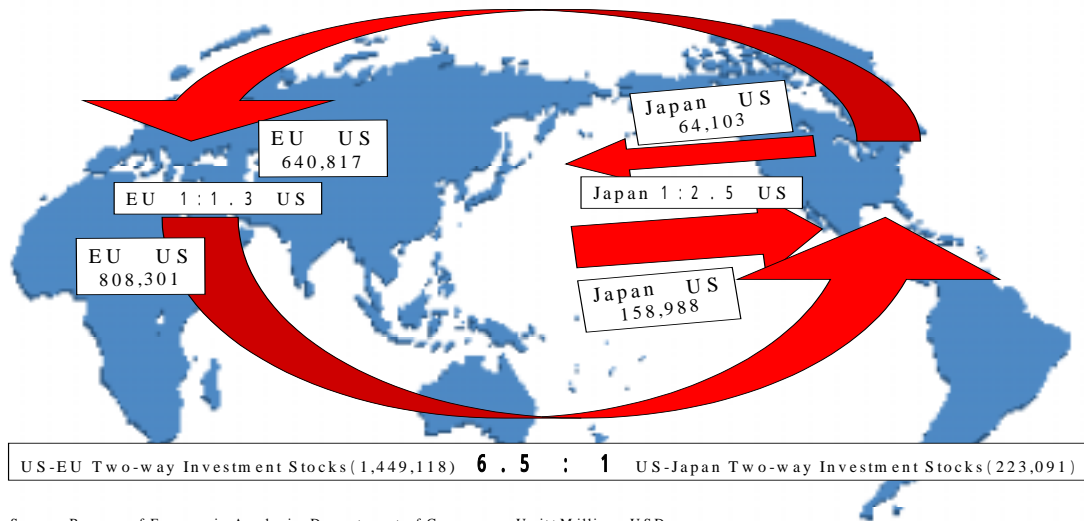 Japan US
64,103
EU US
640,817
EU 1:1.3 US
Japan 1:2.5 US
EU US
808,301
Japan US
158,988
US-EU Two-way Investment Stocks(1,449,118) 6.5 : 1 US-Japan Two-way Investment Stocks(223,091)